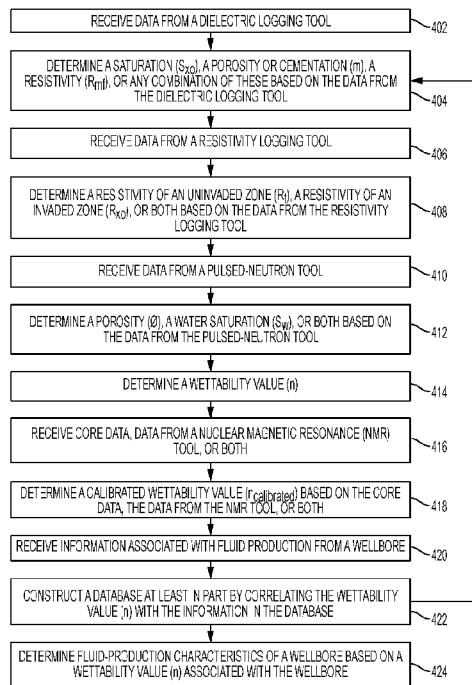 RECEIVE DATA FROM A DIELECTRIC LOGGING TOOL
402
DETERMINE A SATURATION (Sxo), A POROSITY OR CEMENTATION (m), A
RESISTIVITY (Rmf), OR ANY COMBINATION OF THESE BASED ON THE DATA FROM
THE DIELECTRIC LOGGING TOOL
404
RECEIVE DATA FROM A RESISTIVITY LOGGING TOOL
406
DETERMINE A RESISTIVITY OF AN UNINVADED ZONE (Rt), A RESISTIVITY OF AN
INVADED ZONE (Rxo), OR BOTH BASED ON THE DATA FROM THE RESISTIVITY
LOGGING TOOL
408
RECEIVE DATA FROM A PULSED-NEUTRON TOOL
410
DETERMINE A POROSITY (Ø), A WATER SATURATION (Sw), OR BOTH BASED ON
THE DATA FROM THE PULSED-NEUTRON TOOL
412
DETERMINE A WETTABILITY VALUE (n)
414
RECEIVE CORE DATA, DATA FROM A NUCLEAR MAGNETIC RESONANCE (NMR)
TOOL, OR BOTH
416
DETERMINE A CALIBRATED WETTABILITY VALUE (ncalibrated) BASED ON THE CORE
DATA, THE DATA FROM THE NMR TOOL, OR BOTH
418
RECEIVE INFORMATION ASSOCIATED WITH FLUID PRODUCTION FROM A WELLBORE
420
CONSTRUCT A DATABASE AT LEAST IN PART BY CORRELATING THE WETTABILITY
VALUE (n) WITH THE INFORMATION IN THE DATABASE
422
DETERMINE FLUID-PRODUCTION CHARACTERISTICS OF A WELLBORE BASED ON A
WETTABILITY VALUE (n) ASSOCIATED WITH THE WELLBORE
424